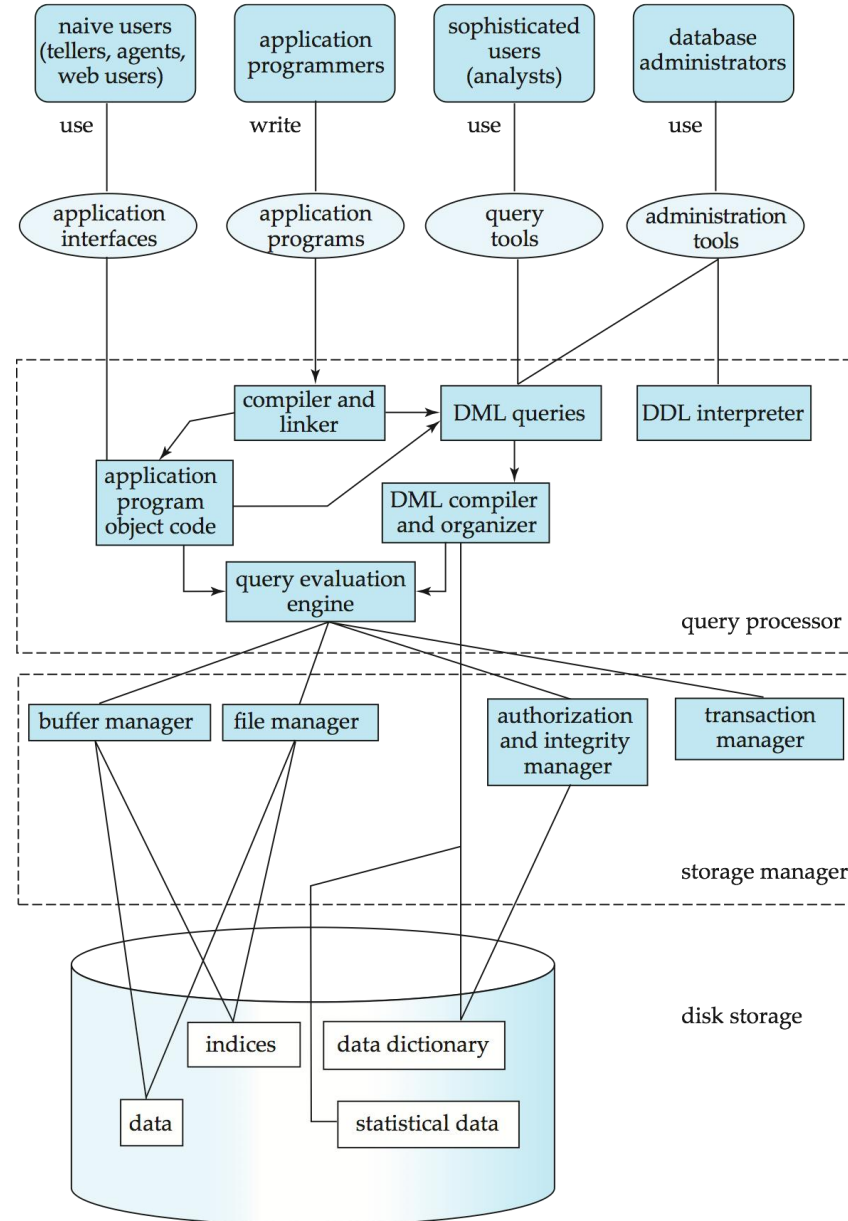 naive users
(tellers, agents,
web users)
application
programmers
sophisticated
users
(analysts)
database
administrators
use
write
use
use
application
interfaces
application
programs
query
tools
administration
tools
compiler and
linker
DML queries
DDL interpreter
application
program
object code
DML compiler
and organizer
query evaluation
engine
query processor
buffer manager
file manager
authorization
and integrity
manager
transaction
manager
storage manager
disk storage
indices
data dictionary
data
statistical data